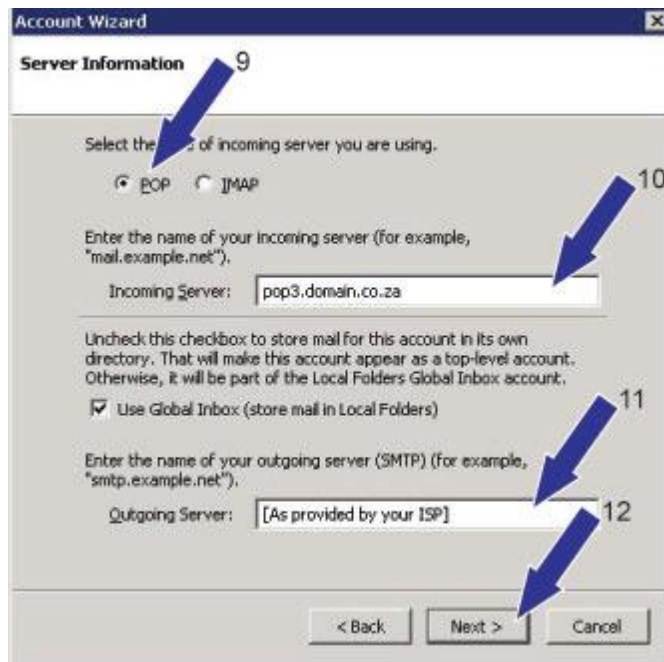 Account Wizard
Server Information
9
Select the of incoming server you are using.
POP IMAP
10
Enter the name of your incoming server (for example,
"mail.example.net").
Incoming Server: pop3.domain.co.za
Uncheck this checkbox to store mail for this account in its own
directory. That will make this account appear as a top-level account.
Otherwise, it will be part of the Local Folders Global Inbox account.
Use Global Inbox (store mail in Local Folders)
11
Enter the name of your outgoing server (SMTP) (for example,
"smtp.example.net").
Outgoing Server: [As provided by your ISP]
12
< Back Next > Cancel